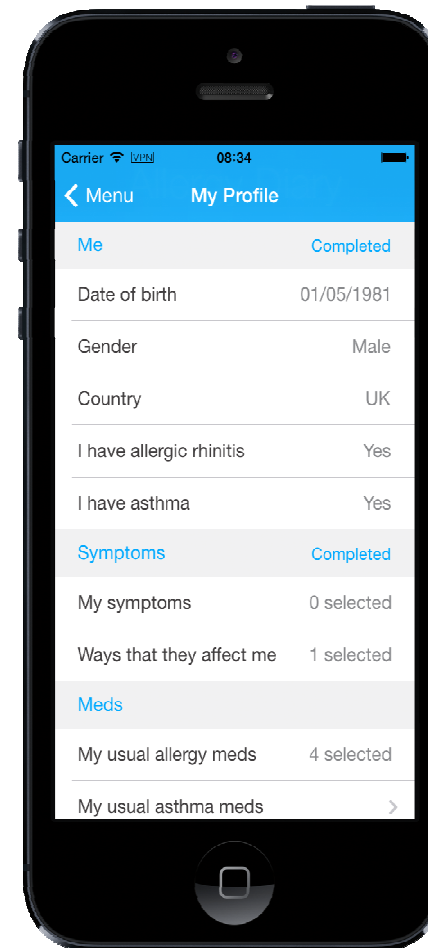 Carrier VPN 08:34
Menu My Profile
Me Completed
Date of birth 01/05/1981
Gender Male
Country UK
I have allergic rhinitis Yes
I have asthma Yes
Symptoms Completed
My symptoms 0 selected
Ways that they affect me 1 selected
Meds
My usual allergy meds 4 selected
My usual asthma meds